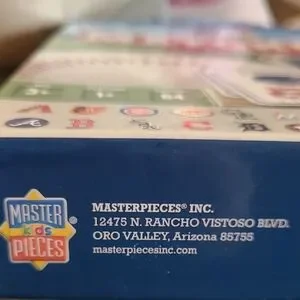 MASTER
kids
PIECES®
MASTERPIECES® INC.
12475 N. RANCHO VISTOSO BLVD.
ORO VALLEY, Arizona 85755
masterpiecesinc.com